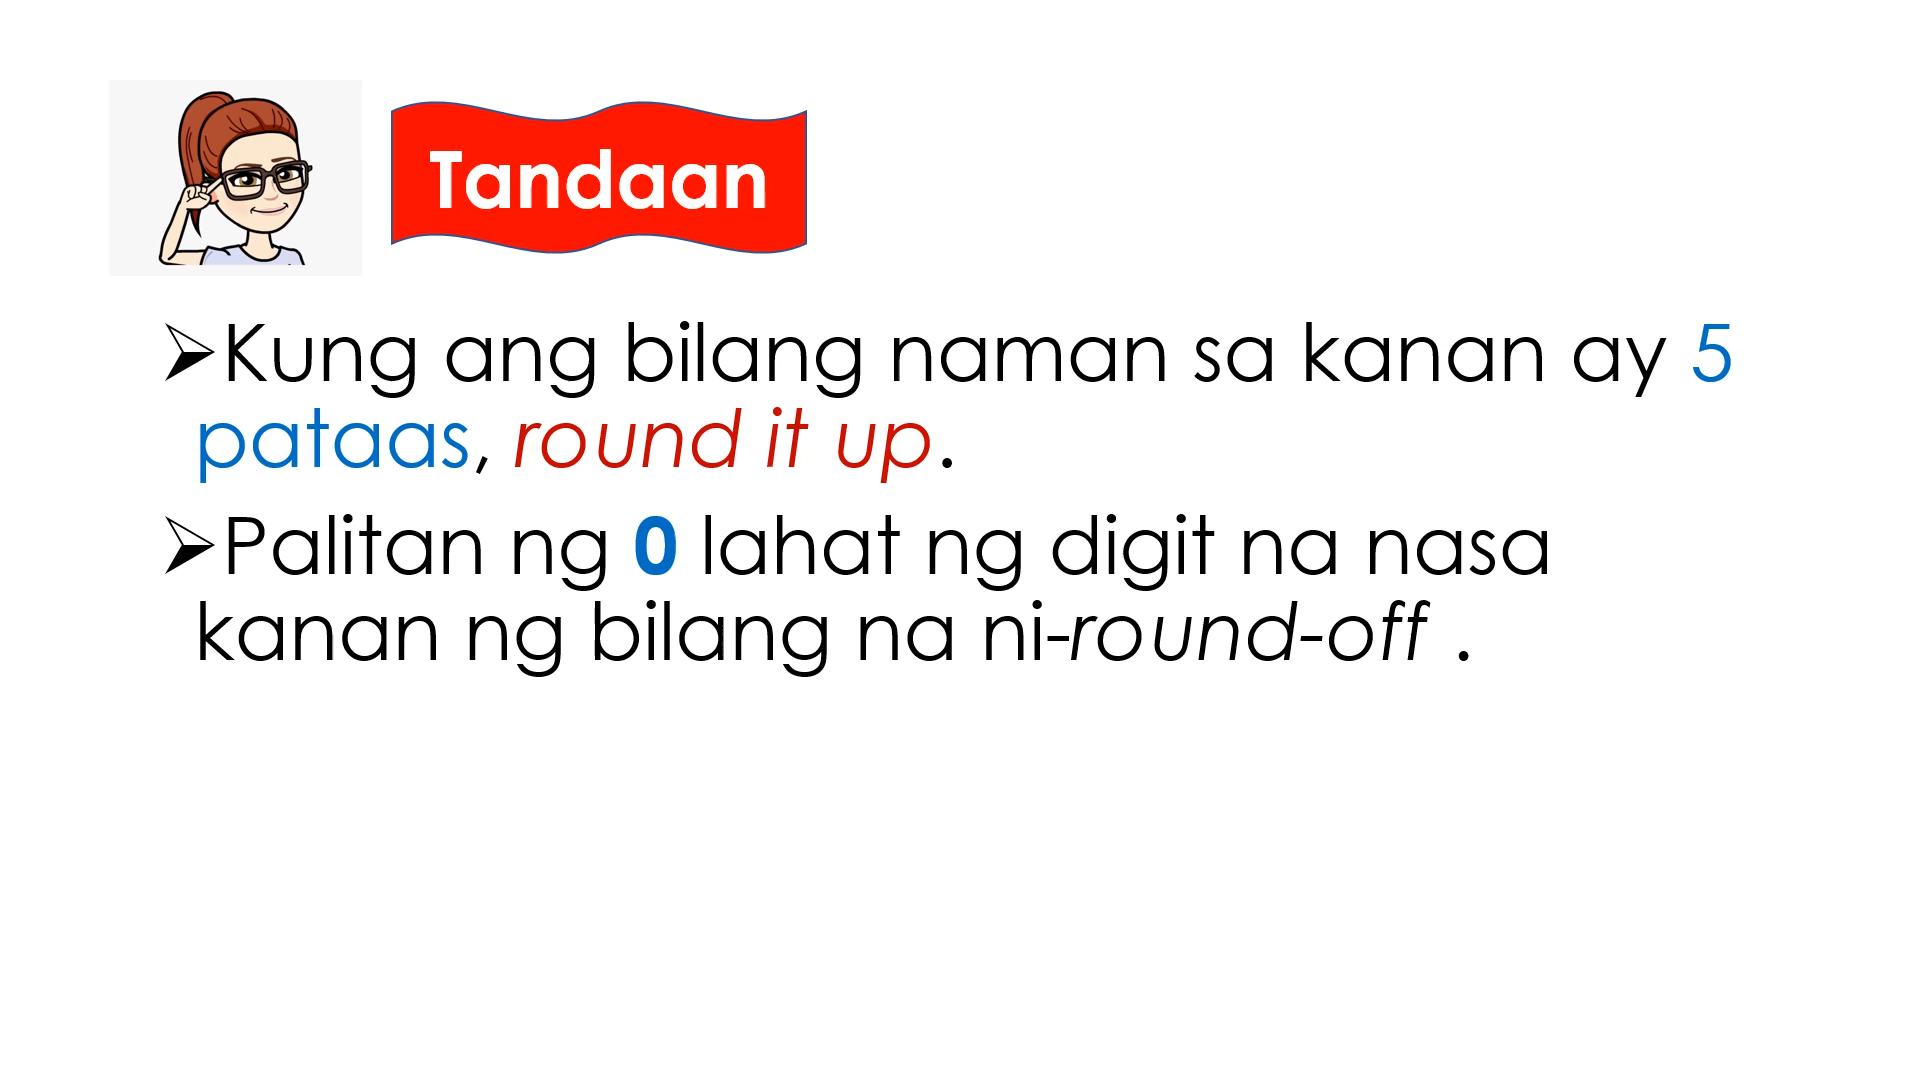 Tandaan
➢Kung ang bilang naman sa kanan ay 5
pataas, round it up.
➢Palitan ng 0 lahat ng digit na nasa
kanan ng bilang na ni-round-off .